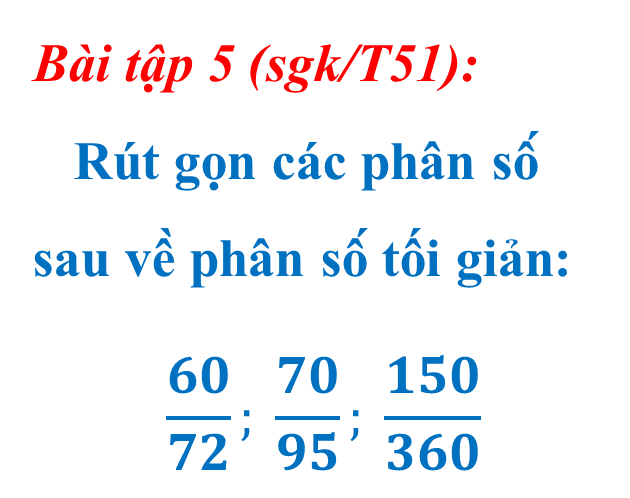 Bài tập 5 (sgk/T51):
Rút gọn các phân số
sau về phân số tối giản:
60/72; 70/95; 150/360